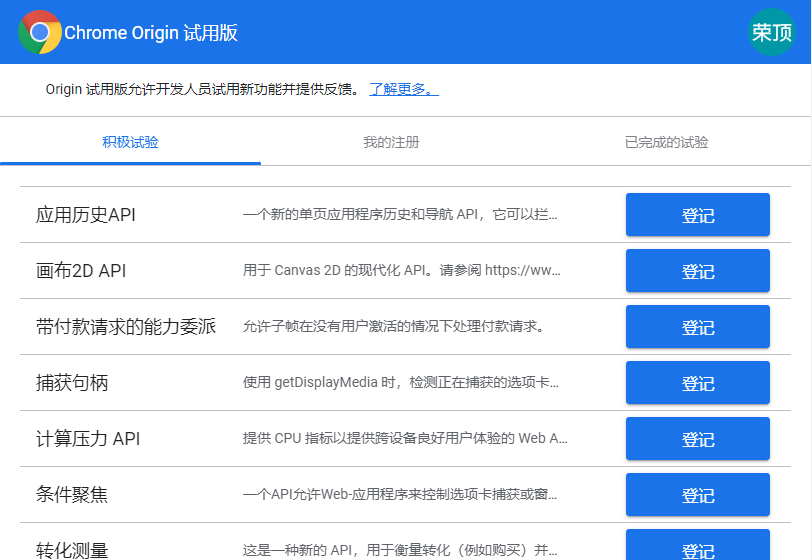 Chrome Origin 试用版
荣顶
Origin 试用版允许开发人员试用新功能并提供反馈。 了解更多。
积极试验
我的注册
已完成的试验
应用历史API
一个新的单页应用程序历史和导航 API，它可以拦...
登记
画布2D API
用于 Canvas 2D 的现代化 API。请参阅 https://ww...
登记
带付款请求的能力委派
允许子帧在没有用户激活的情况下处理付款请求。
登记
捕获句柄
使用 getDisplayMedia 时，检测正在捕获的选项卡...
登记
计算压力 API
提供 CPU 指标以提供跨设备良好用户体验的 Web A...
登记
条件聚焦
一个API允许Web-应用程序来控制选项卡捕获或窗...
登记
转化测量
这是一种新的 API，用于衡量转化（例如购买）并...
登记